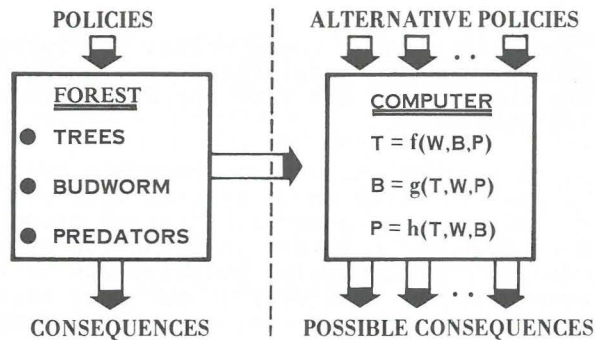 POLICIES
FOREST
● TREES
● BUDWORM
● PREDATORS
CONSEQUENCES
ALTERNATIVE POLICIES
. .
COMPUTER
T = f(W,B,P)
B = g(T,W,P)
P = h(T,W,B)
. .
POSSIBLE CONSEQUENCES